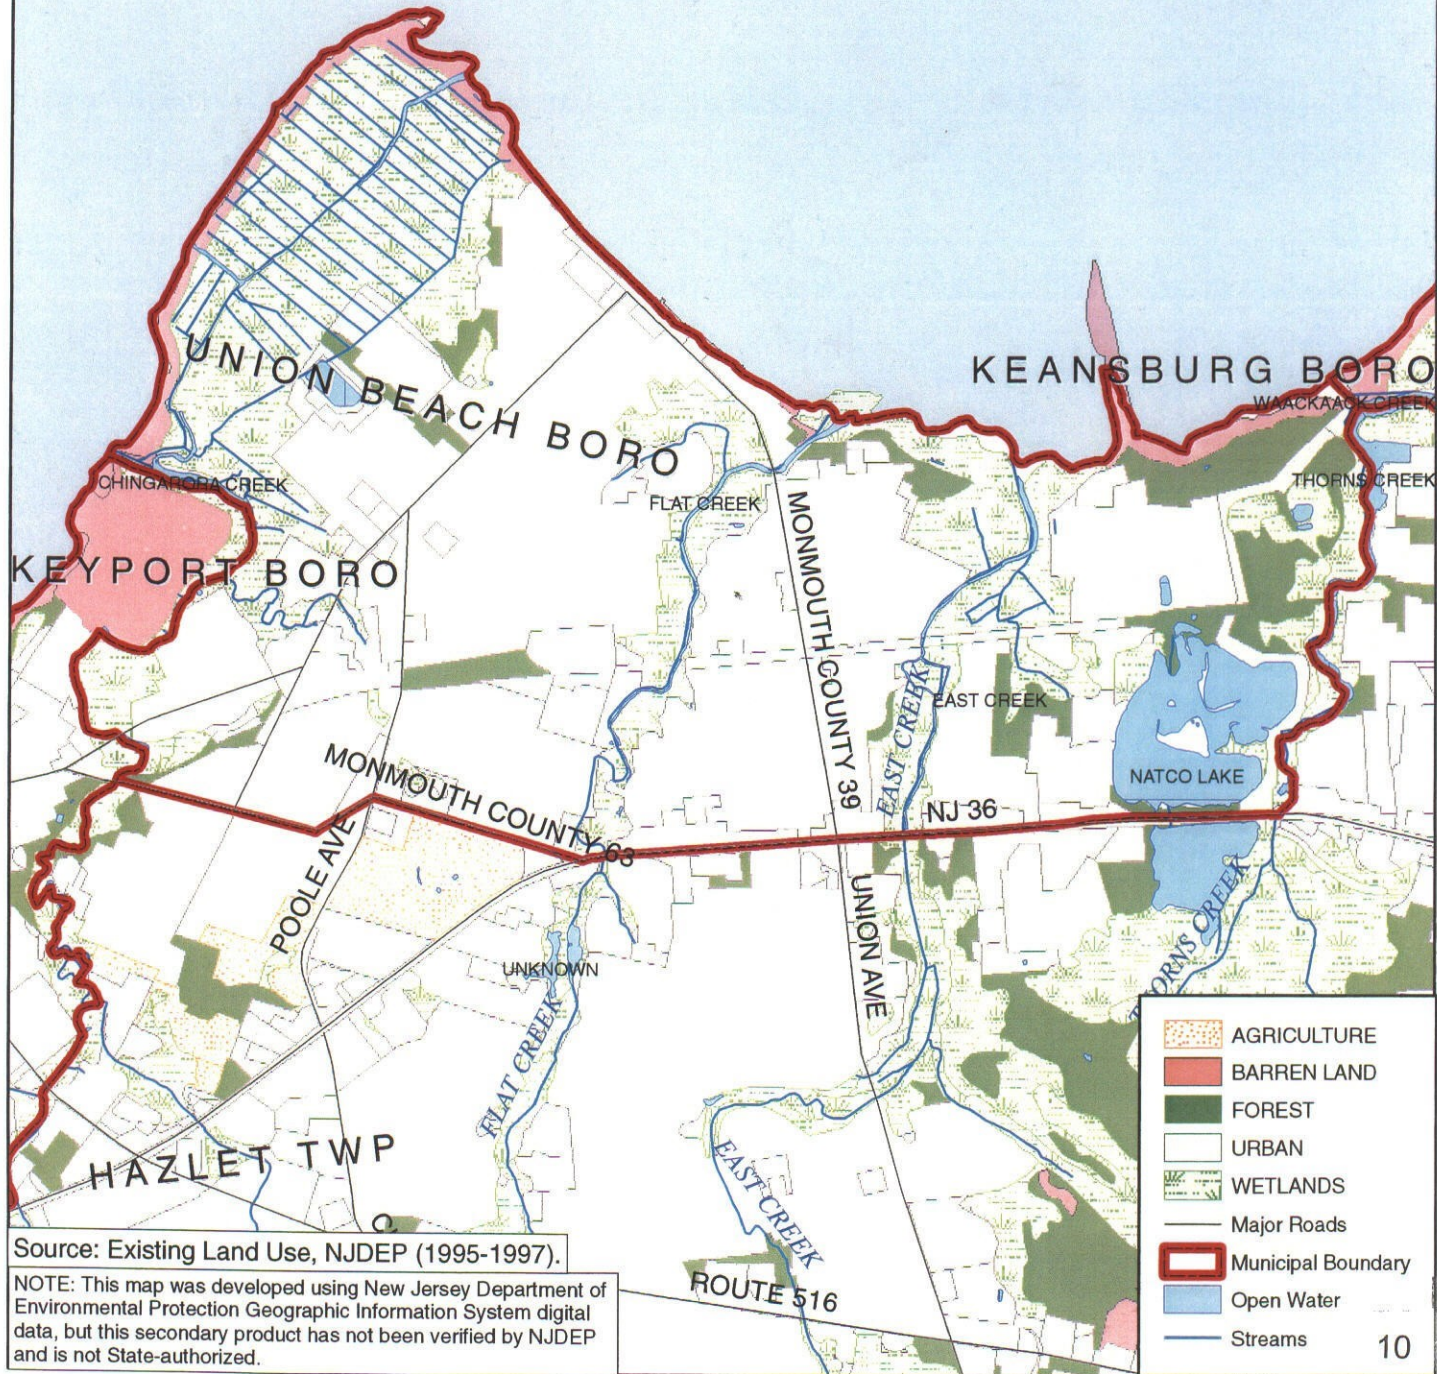 KEANSBURG BORO
WAACKAACK CREEK
UNION BEACH BORO
THORNS CREEK
CHINGARORA CREEK
FLAT CREEK
KEYPORT BORO
MONMOUTH COUNTY 39
EAST CREEK
EAST CREEK
NATCO LAKE
MONMOUTH COUNTY 63
NJ 36
POOLE AVE
UNION AVE
THORNS CREEK
UNKNOWN
FLAT CREEK
HAZLET TWP
C
EAST CREEK
ROUTE 516
AGRICULTURE
BARREN LAND
FOREST
URBAN
WETLANDS
Major Roads
Municipal Boundary
Open Water
Streams
10
Source: Existing Land Use, NJDEP (1995-1997).
NOTE: This map was developed using New Jersey Department of
Environmental Protection Geographic Information System digital
data, but this secondary product has not been verified by NJDEP
and is not State-authorized.